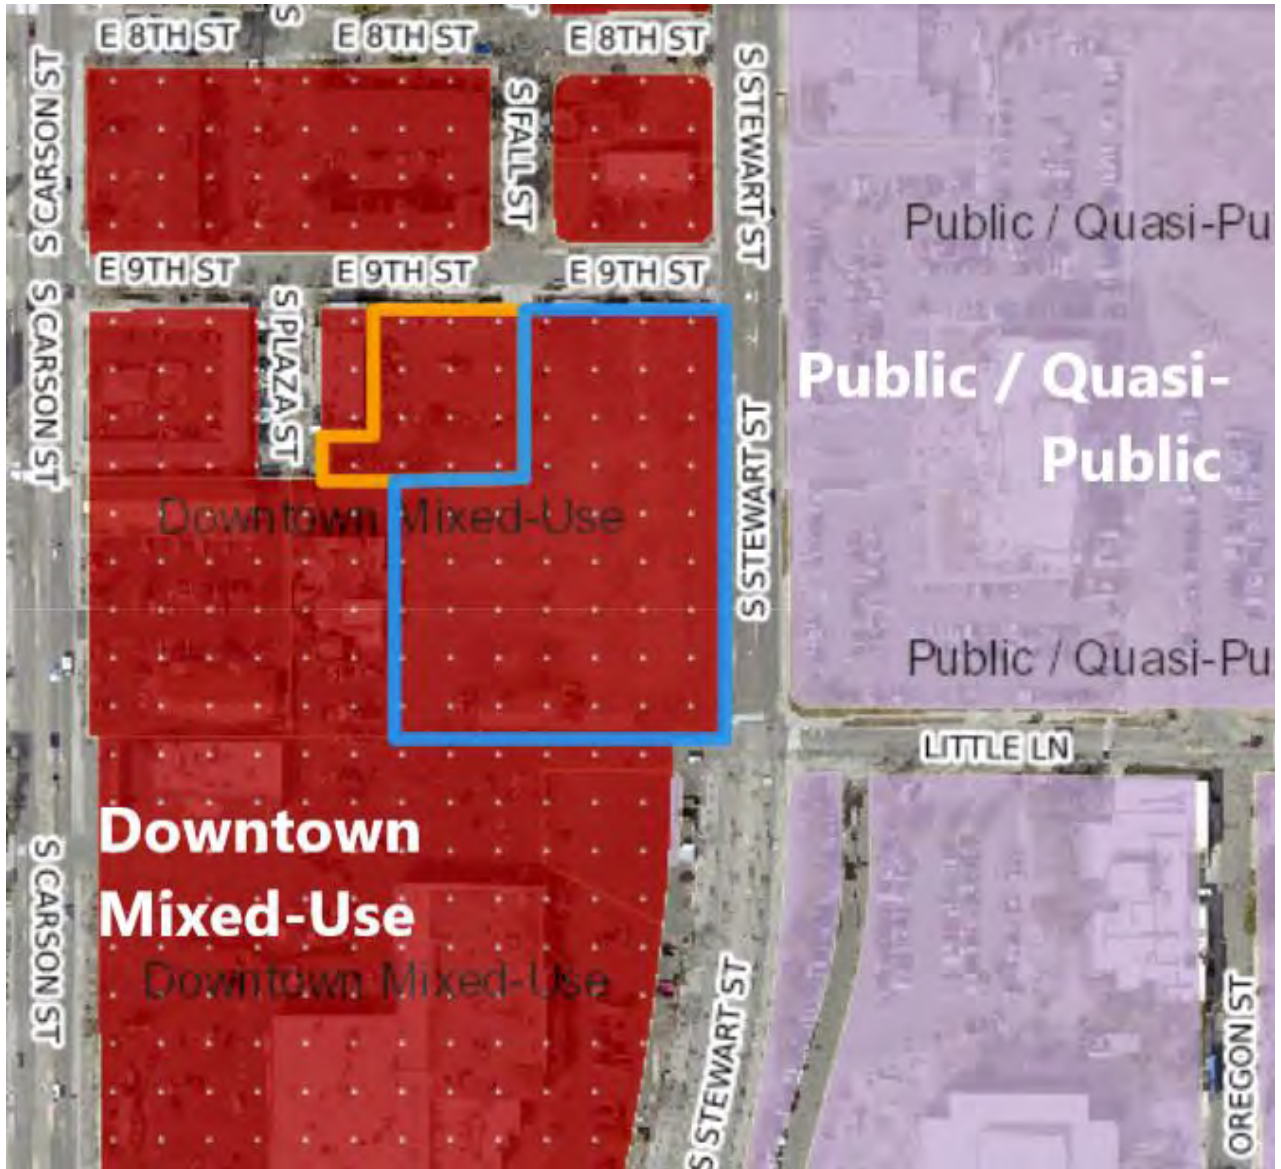 E 8TH ST
E 8TH ST
E 8TH ST
S CARSON ST
S FALL ST
S STEWART ST
Public / Quasi-Pu
E 9TH ST
E 9TH ST
E 9TH ST
S CARSON ST
S PLAZA ST
S STEWART ST
Public / Quasi-
Public
Downtown Mixed-Use
Public / Quasi-Pu
LITTLE LN
Downtown
Mixed-Use
S CARSON ST
Downtown Mixed-Use
S STEWART ST
OREGON ST